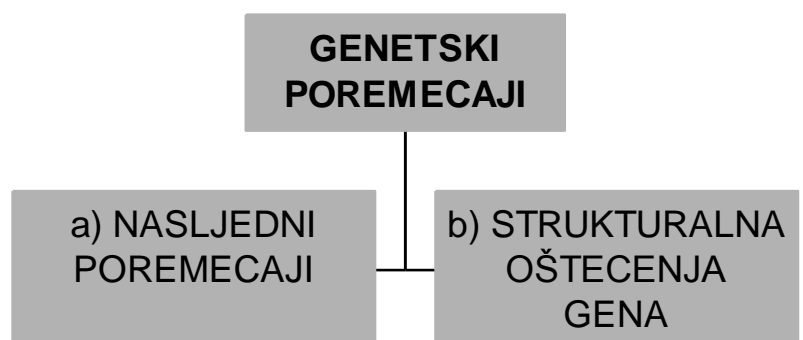 GENETSKI
POREMECAJI
a) NASLJEDNI
POREMECAJI
b) STRUKTURALNA
OŠTECENJA
GENA